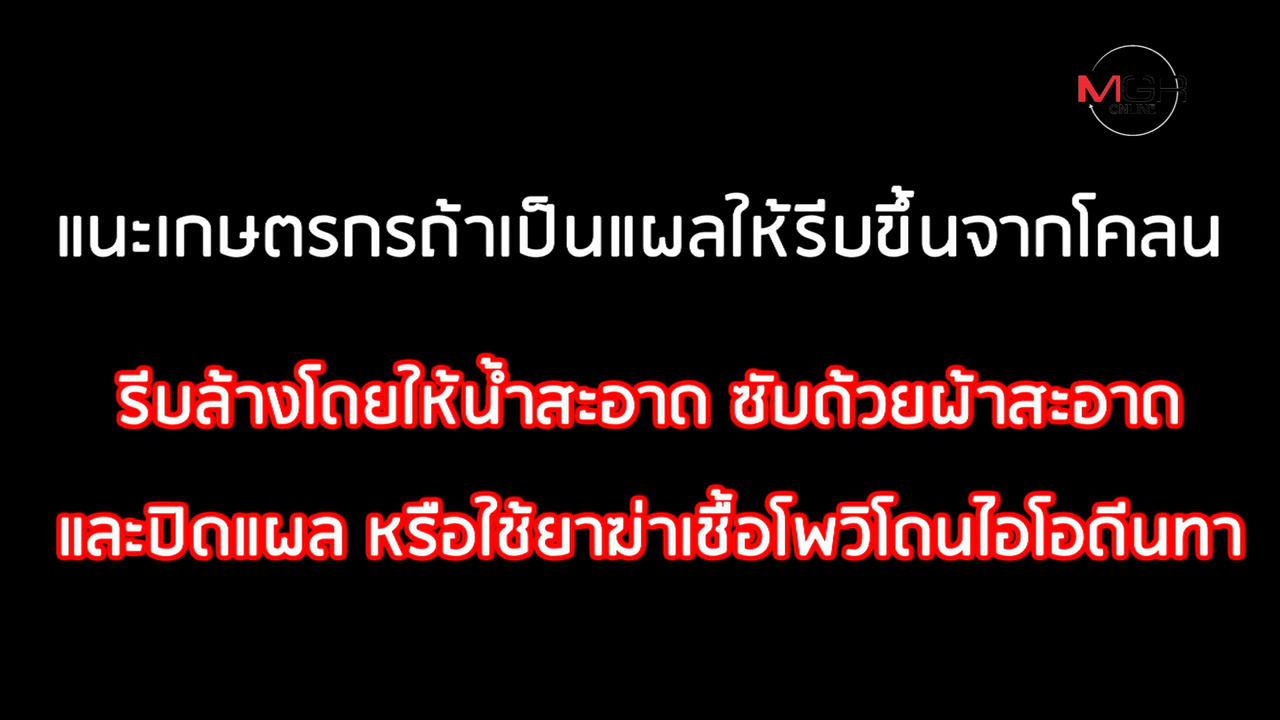 MGR
ONLINE
แนะเกษตรกรถ้าเป็นแผลให้รีบขึ้นจากโคลน
รีบล้างโดยให้น้ำสะอาด ซับด้วยผ้าสะอาด
และปิดแผล หรือใช้ยาฆ่าเชื้อโพวิโดนไอโอดีนทา